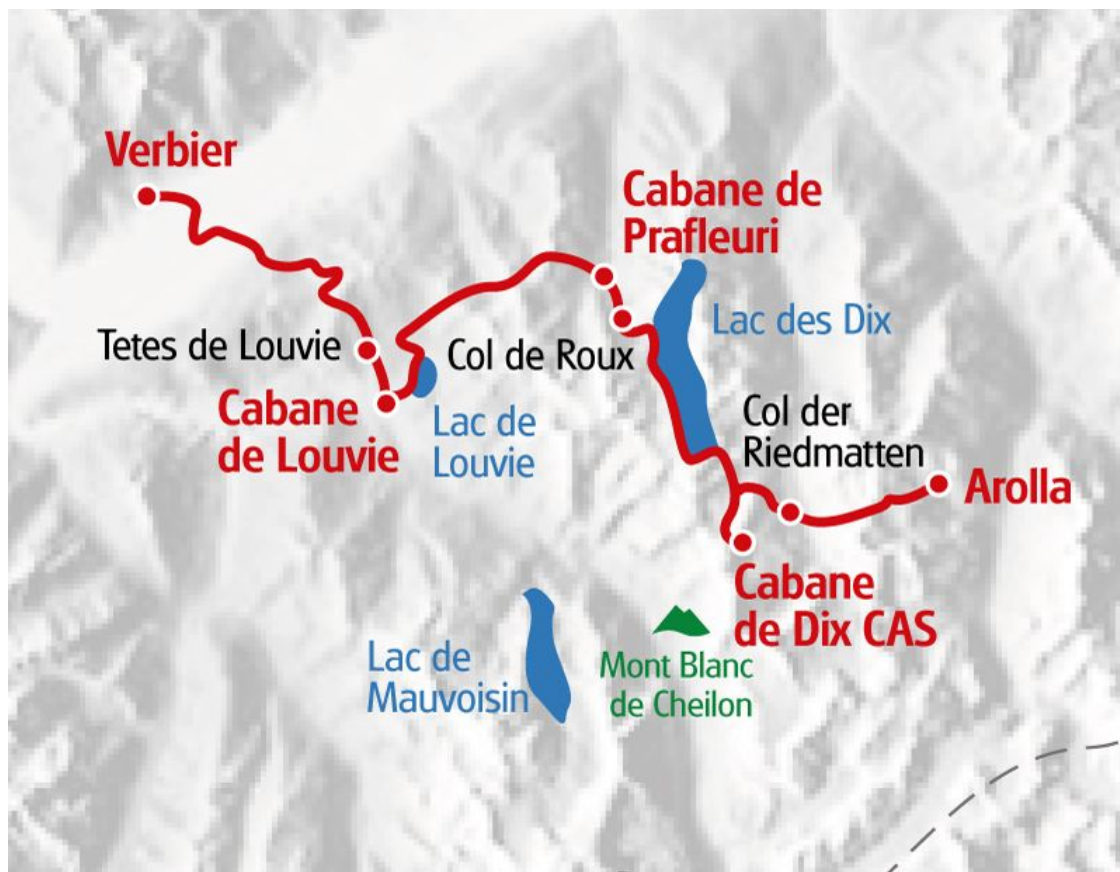 Verbier
Cabane de
Prafleuri
Lac des Dix
Tetes de Louvie
Col de Roux
Cabane
de Louvie
Lac de
Louvie
Col der
Riedmatten
Arolla
Cabane
de Dix CAS
Lac de
Mauvoisin
Mont Blanc
de Cheilon